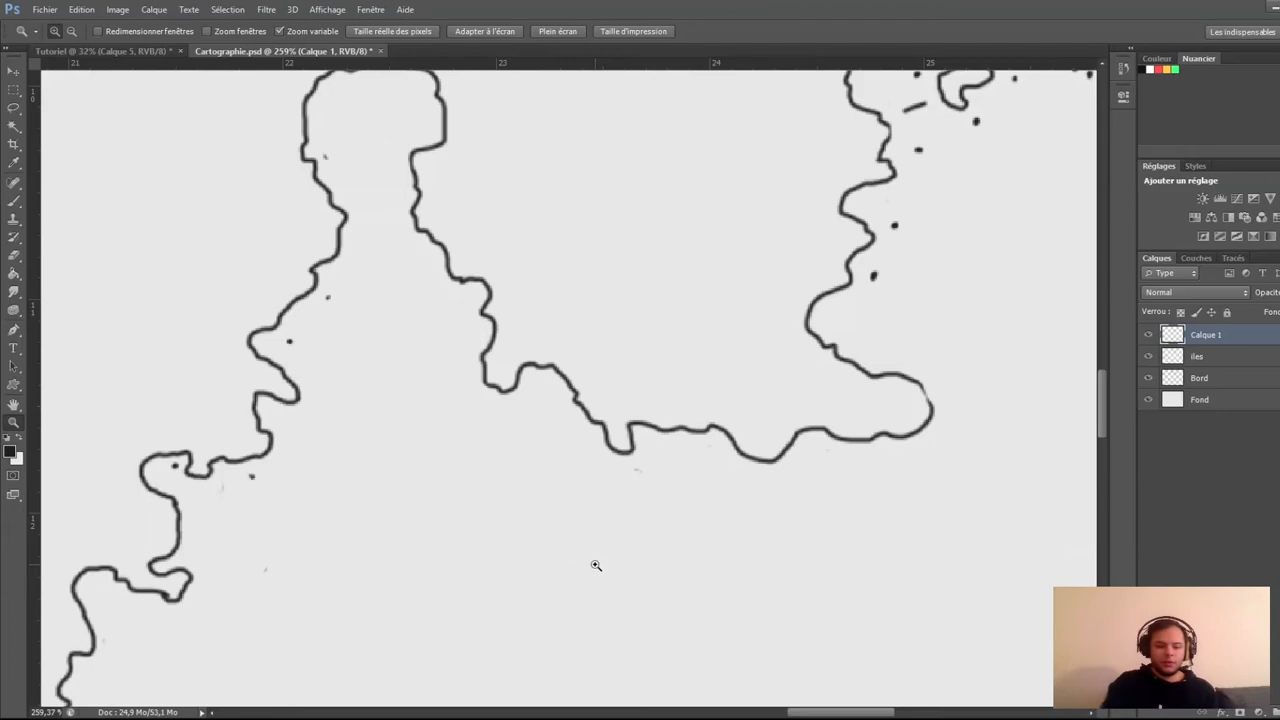 Ps Fichier Edition Image Calque Texte Sélection Filtre 3D Affichage Fenêtre Aide
Redimensionner fenêtres Zoom fenêtres Zoom variable Taille réelle des pixels Adapter à l'écran Plein écran Taille d'impression Les indispensables
Tutoriel @ 32% (Calque 5, RVB/8) * × Cartographie.psd @ 259% (Calque 1, RVB/8) * ×
21 22 23 24 25
10
11
12
Couleur Nuancier
Réglages Styles
Ajouter un réglage
Calques Couches Tracés
Type
Normal Opacit
Verrou : Fond
Calque 1
iles
Bord
Fond
259,37 Doc : 24,9 Mo/53,1 Mo